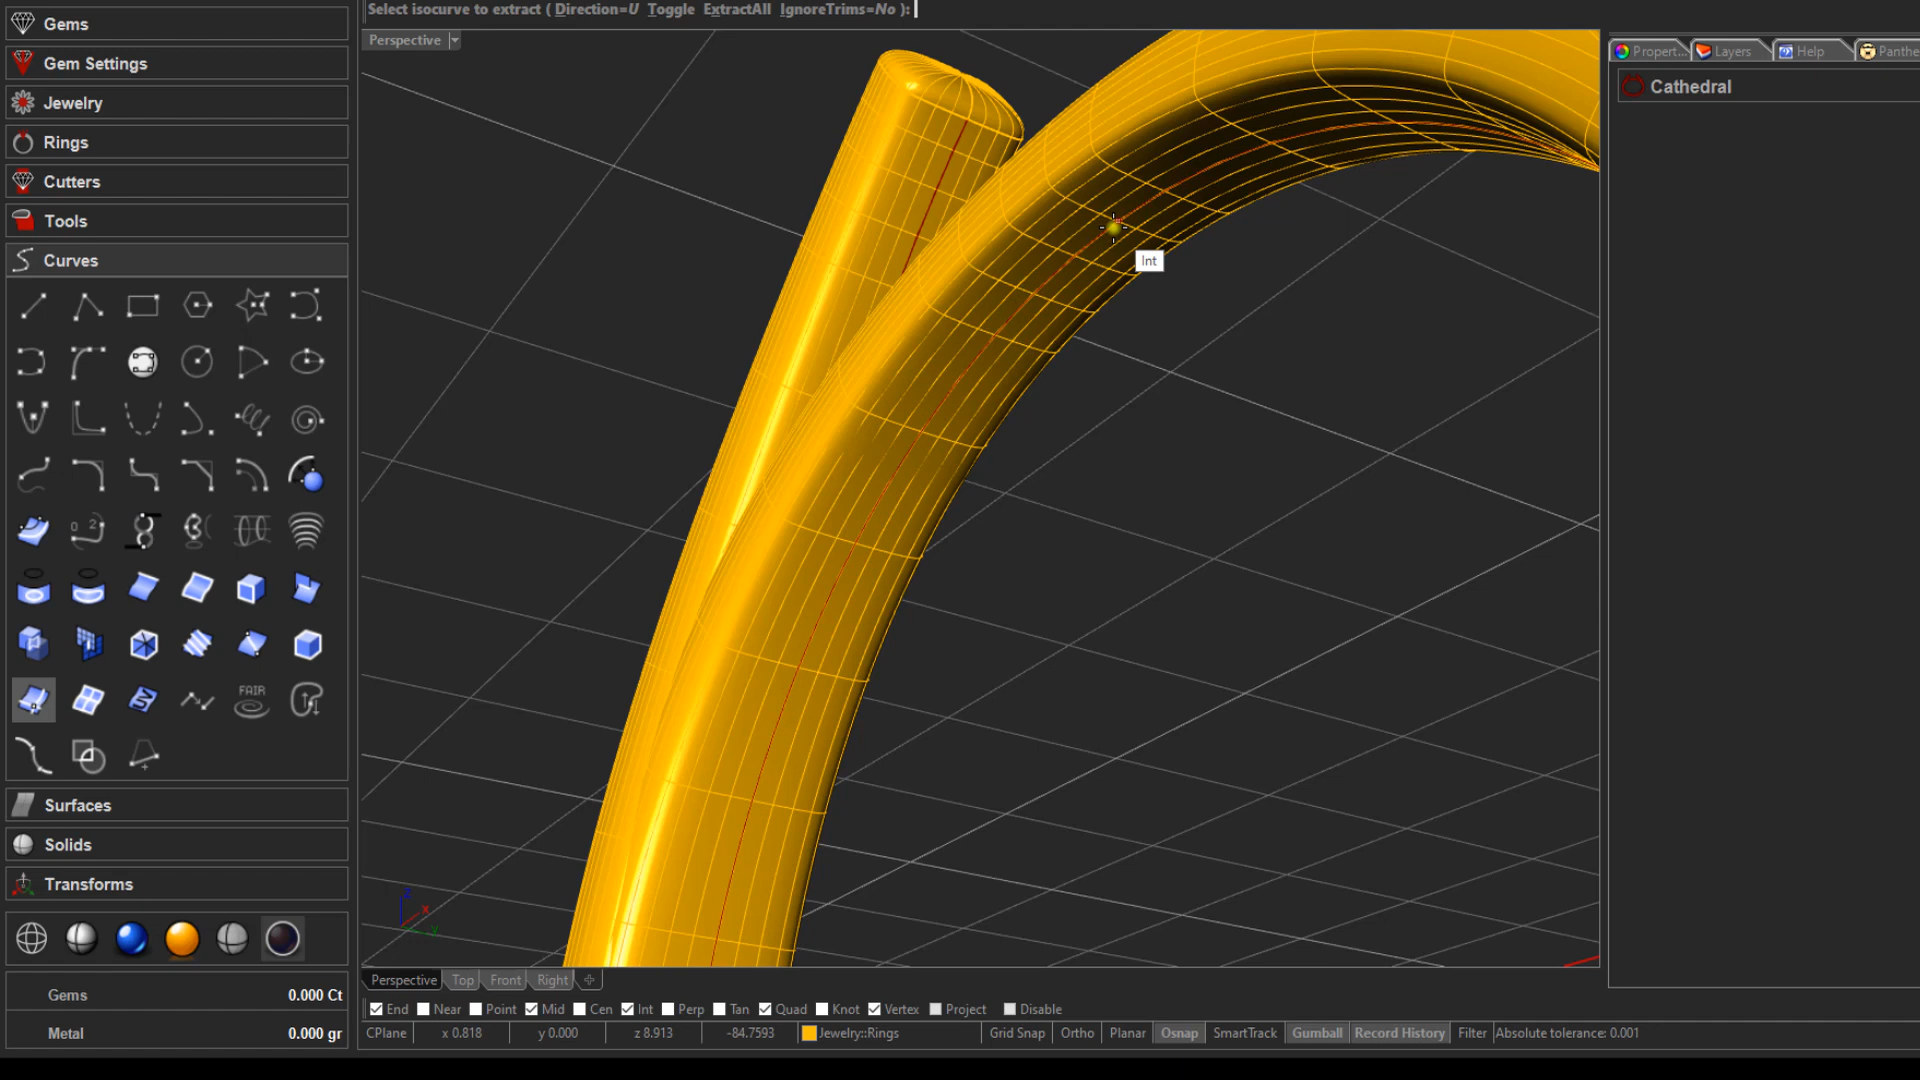 Select isocurve to extract ( Direction=U Toggle ExtractAll IgnoreTrims=No ):
Gems
Gem Settings
Jewelry
Rings
Cutters
Tools
Curves
0 2
FAIR
Surfaces
Solids
Transforms
Gems 0.000 Ct
Metal 0.000 gr
Perspective
Int
z
x
y
Perspective Top Front Right
End Near Point Mid Cen Int Perp Tan Quad Knot Vertex Project Disable
CPlane x 0.818 y 0.000 z 8.913 -84.7593 Jewelry::Rings Grid Snap Ortho Planar Osnap SmartTrack Gumball Record History Filter Absolute tolerance: 0.001
Propert... Layers Help Panthe
Cathedral